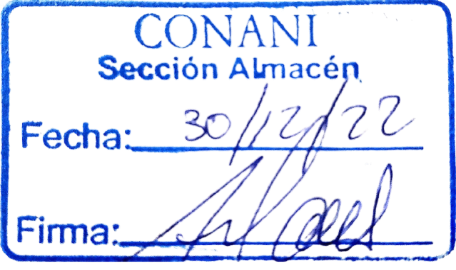 CONANI
Sección Almacén
Fecha: 30/12/22
Firma: